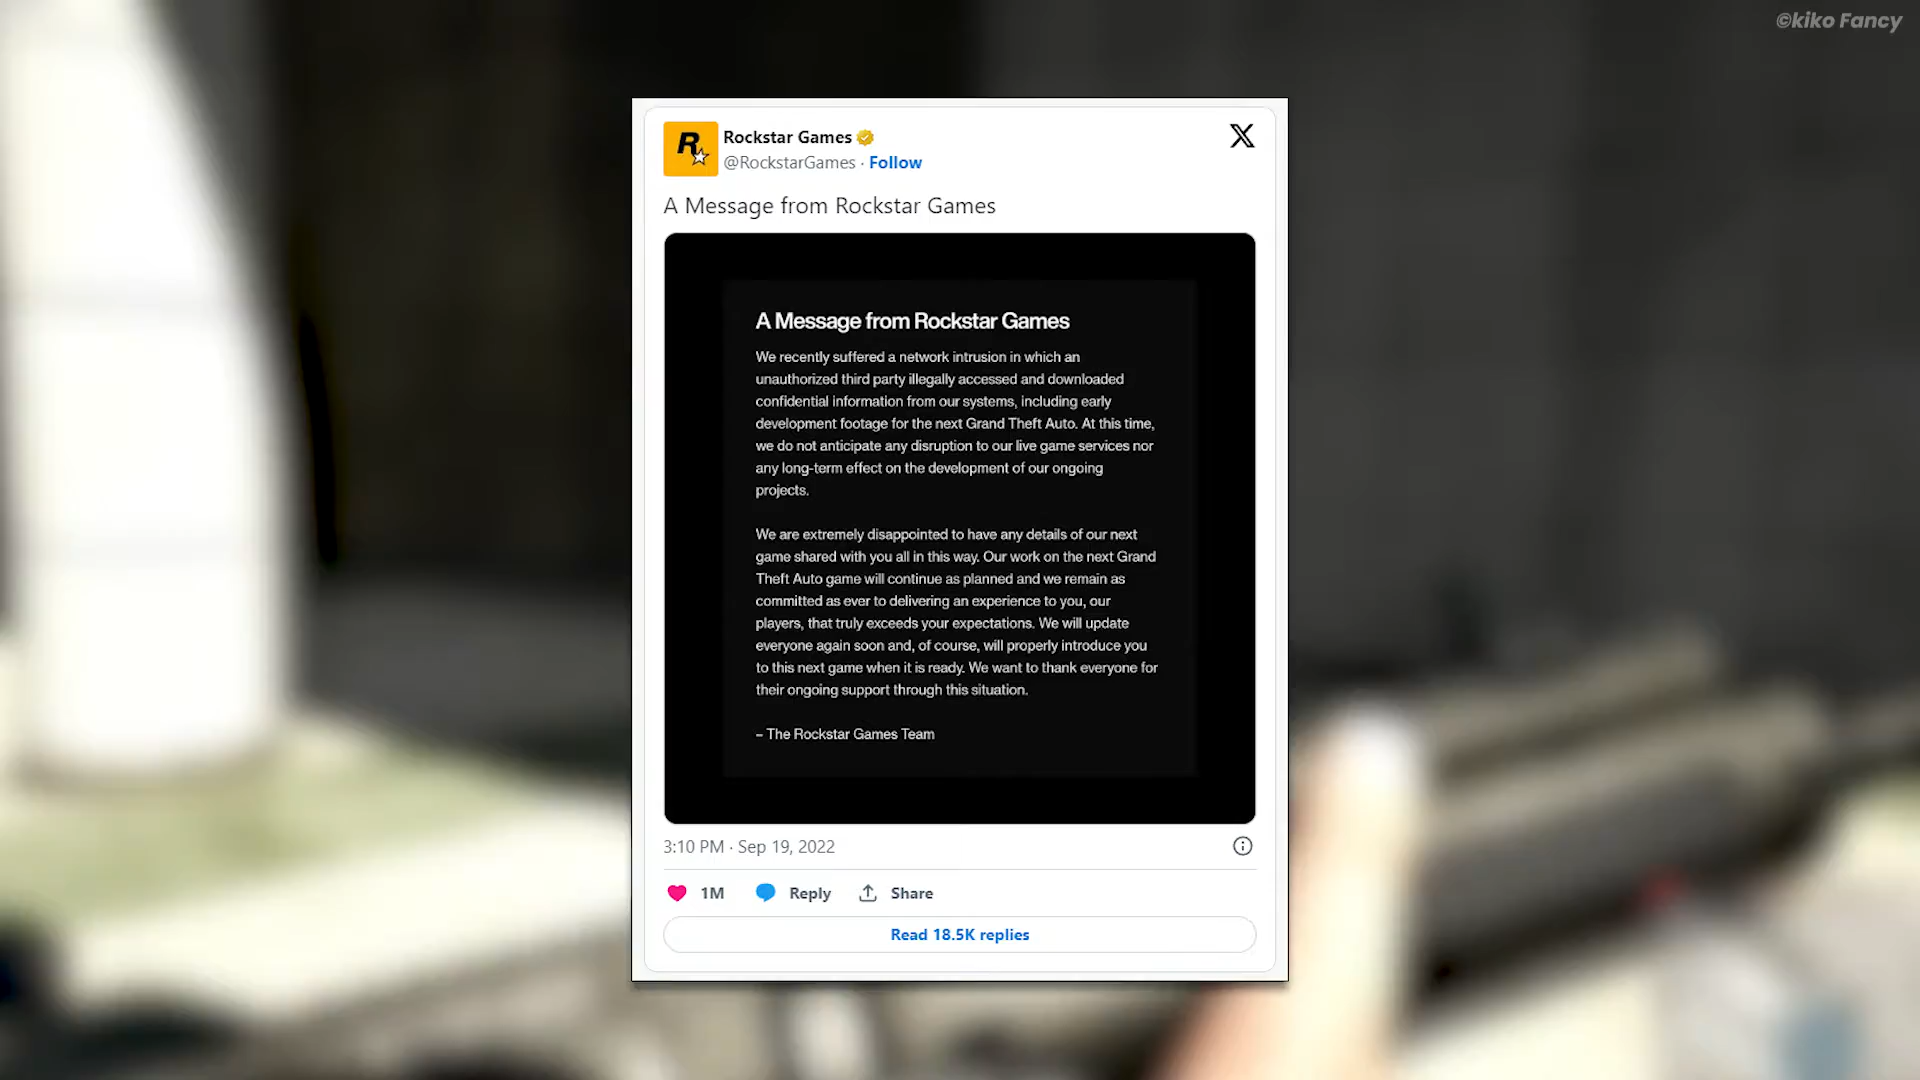 ©kiko Fancy
Rockstar Games
@RockstarGames · Follow
A Message from Rockstar Games
A Message from Rockstar Games
We recently suffered a network intrusion in which an
unauthorized third party illegally accessed and downloaded
confidential information from our systems, including early
development footage for the next Grand Theft Auto. At this time,
we do not anticipate any disruption to our live game services nor
any long-term effect on the development of our ongoing
projects.
We are extremely disappointed to have any details of our next
game shared with you all in this way. Our work on the next Grand
Theft Auto game will continue as planned and we remain as
committed as ever to delivering an experience to you, our
players, that truly exceeds your expectations. We will update
everyone again soon and, of course, will properly introduce you
to this next game when it is ready. We want to thank everyone for
their ongoing support through this situation.
– The Rockstar Games Team
3:10 PM · Sep 19, 2022
1M Reply Share
Read 18.5K replies